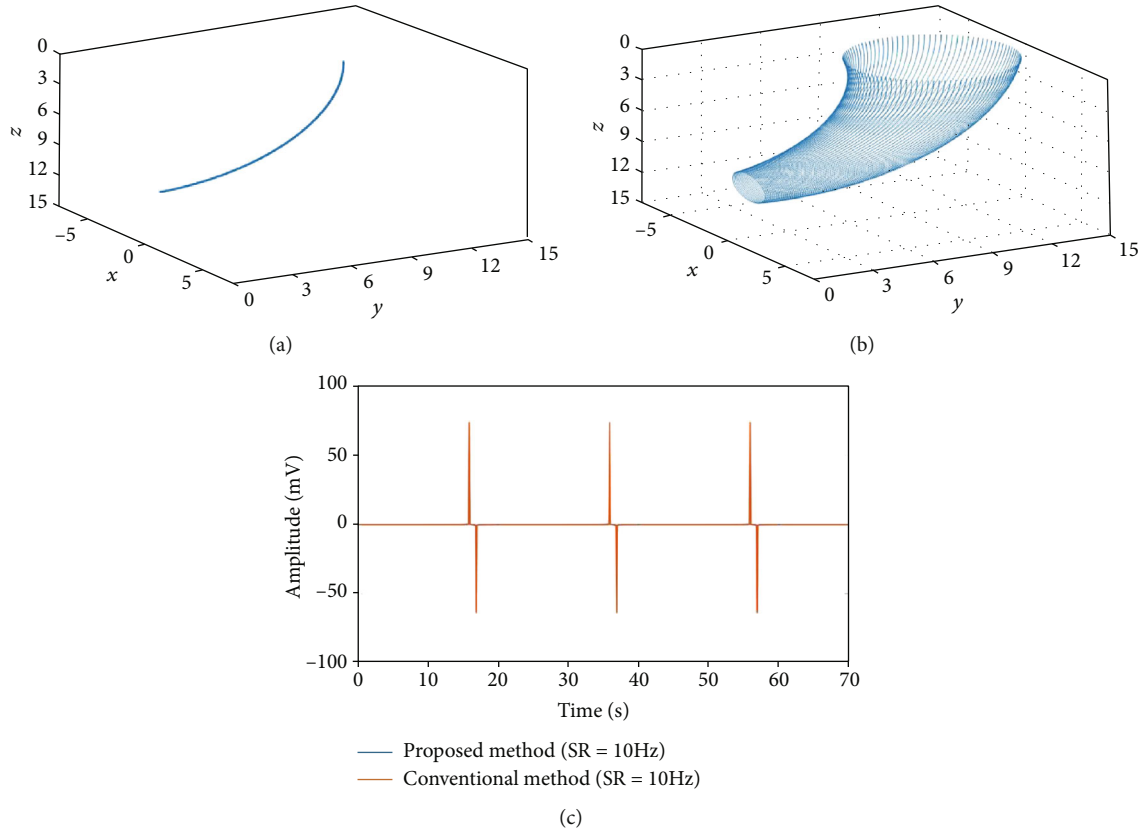 0
3
6
9
12
15
z
−5
0
5
x
0
3
6
9
12
15
y
(a)
0
3
6
9
12
15
z
−5
0
5
x
0
3
6
9
12
15
y
(b)
100
50
0
−50
−100
Amplitude (mV)
0 10 20 30 40 50 60 70
Time (s)
Proposed method (SR = 10Hz)
Conventional method (SR = 10Hz)
(c)